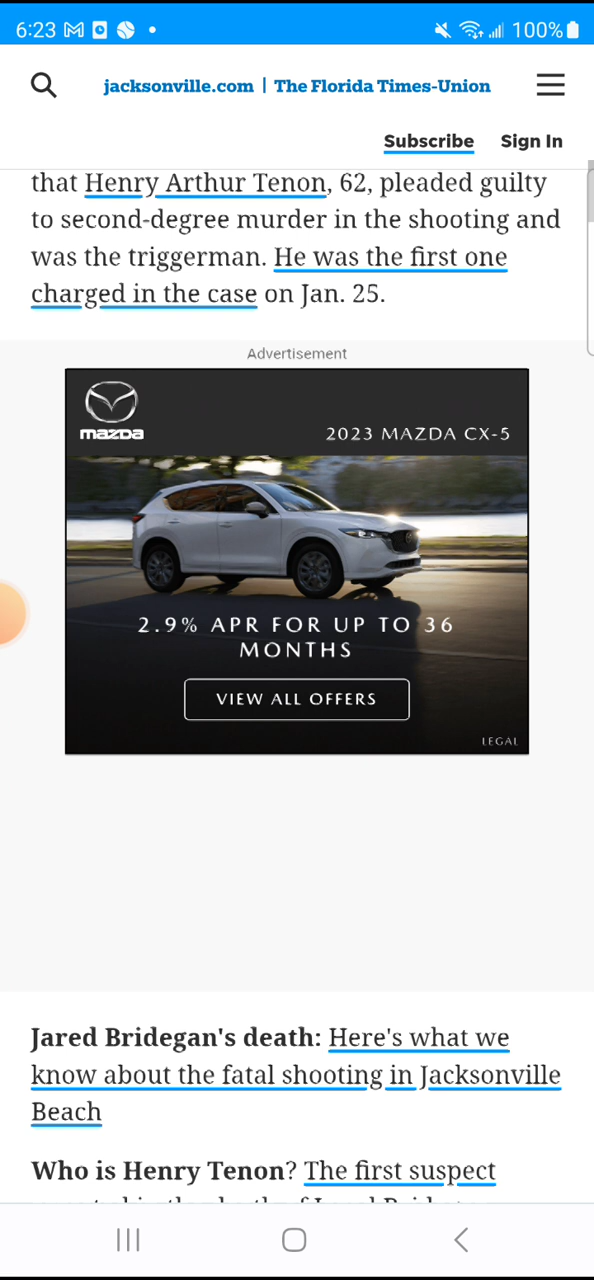 6:23
100%
jacksonville.com | The Florida Times-Union
Subscribe Sign In
that Henry Arthur Tenon, 62, pleaded guilty
to second-degree murder in the shooting and
was the triggerman. He was the first one
charged in the case on Jan. 25.
Advertisement
mazda
2023 MAZDA CX-5
2.9% APR FOR UP TO 36
MONTHS
VIEW ALL OFFERS
LEGAL
Jared Bridegan's death: Here's what we
know about the fatal shooting in Jacksonville
Beach
Who is Henry Tenon? The first suspect